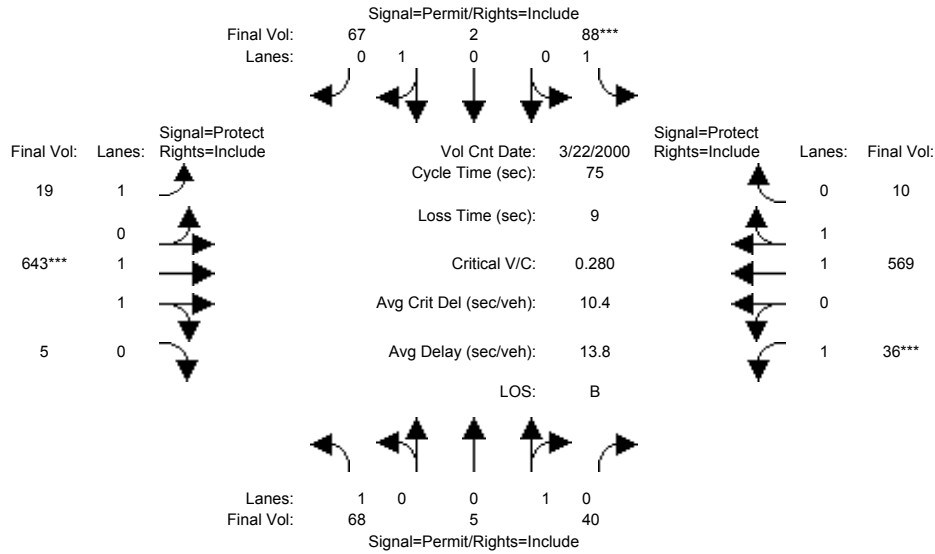 Signal=Permit/Rights=Include
Final Vol: 67 2 88***
Lanes: 0 1 0 0 1
Signal=Protect Signal=Protect
Final Vol: Lanes: Rights=Include Vol Cnt Date: 3/22/2000 Rights=Include Lanes: Final Vol:
Cycle Time (sec): 75
19 1 0 10
Loss Time (sec): 9
0 1
643*** 1 Critical V/C: 0.280 1 569
1 Avg Crit Del (sec/veh): 10.4 0
5 0 Avg Delay (sec/veh): 13.8 1 36***
LOS: B
Lanes: 1 0 0 1 0
Final Vol: 68 5 40
Signal=Permit/Rights=Include